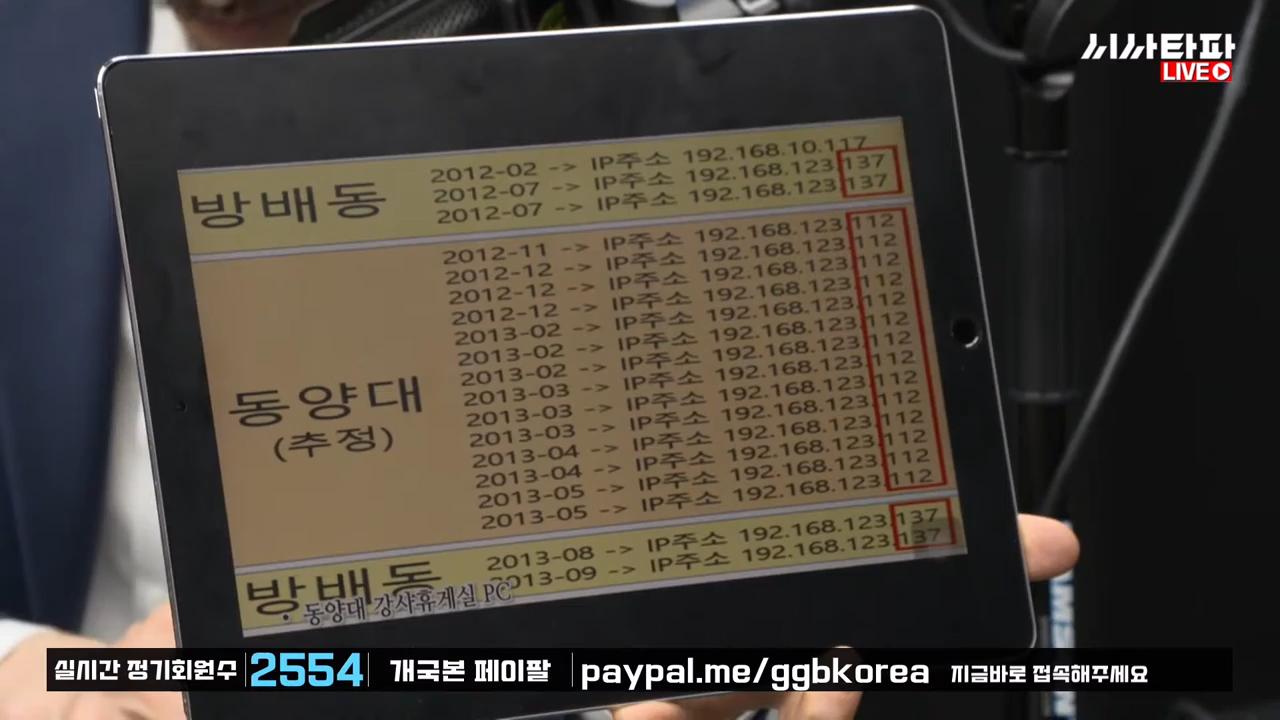 시사타파
LIVE
방배동
2012-02 -> IP주소 192.168.10.117
2012-07 -> IP주소 192.168.123.137
2012-07 -> IP주소 192.168.123.137
동양대
(추정)
2012-11 -> IP주소 192.168.123.112
2012-12 -> IP주소 192.168.123.112
2012-12 -> IP주소 192.168.123.112
2012-12 -> IP주소 192.168.123.112
2013-02 -> IP주소 192.168.123.112
2013-02 -> IP주소 192.168.123.112
2013-02 -> IP주소 192.168.123.112
2013-03 -> IP주소 192.168.123.112
2013-03 -> IP주소 192.168.123.112
2013-03 -> IP주소 192.168.123.112
2013-04 -> IP주소 192.168.123.112
2013-04 -> IP주소 192.168.123.112
2013-05 -> IP주소 192.168.123.112
2013-05 -> IP주소 192.168.123.112
방배동
2013-08 -> IP주소 192.168.123.137
2013-09 -> IP주소 192.168.123.137
• 동양대 강사휴게실 PC
실시간 정기회원수 2554 개국본 페이팔 paypal.me/ggbkorea 지금바로 접속해주세요